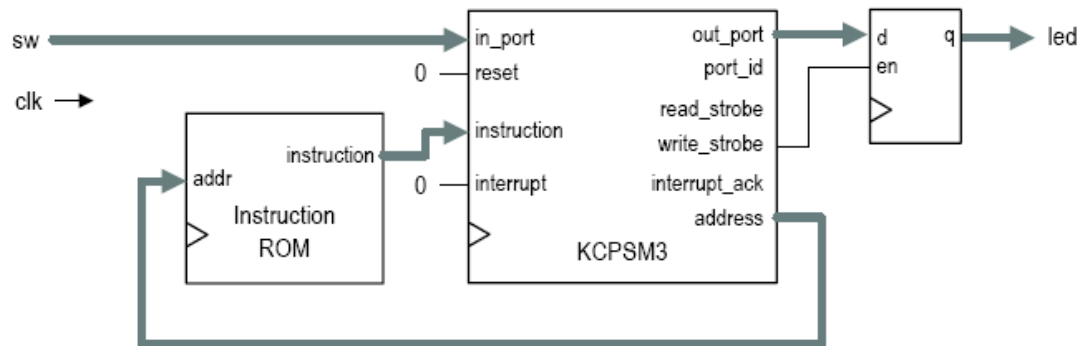 sw
clk
addr
instruction
Instruction
ROM
0
0
in_port
reset
instruction
interrupt
out_port
port_id
read_strobe
write_strobe
interrupt_ack
address
KCPSM3
d
en
q
led